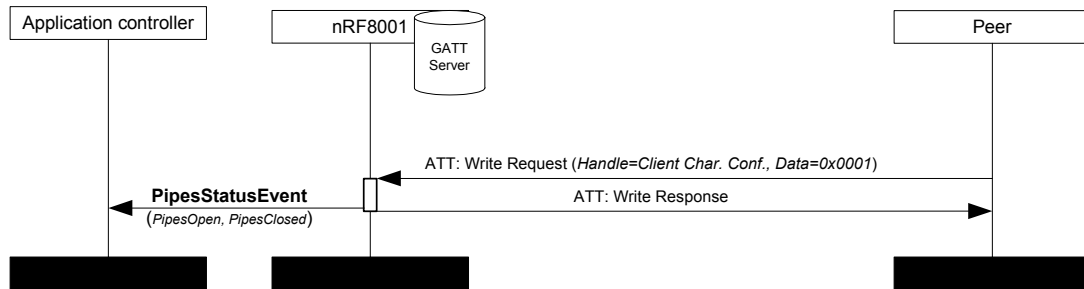 Application controller
nRF8001
GATT
Server
Peer
ATT: Write Request (Handle=Client Char. Conf., Data=0x0001)
PipesStatusEvent
(PipesOpen, PipesClosed)
ATT: Write Response